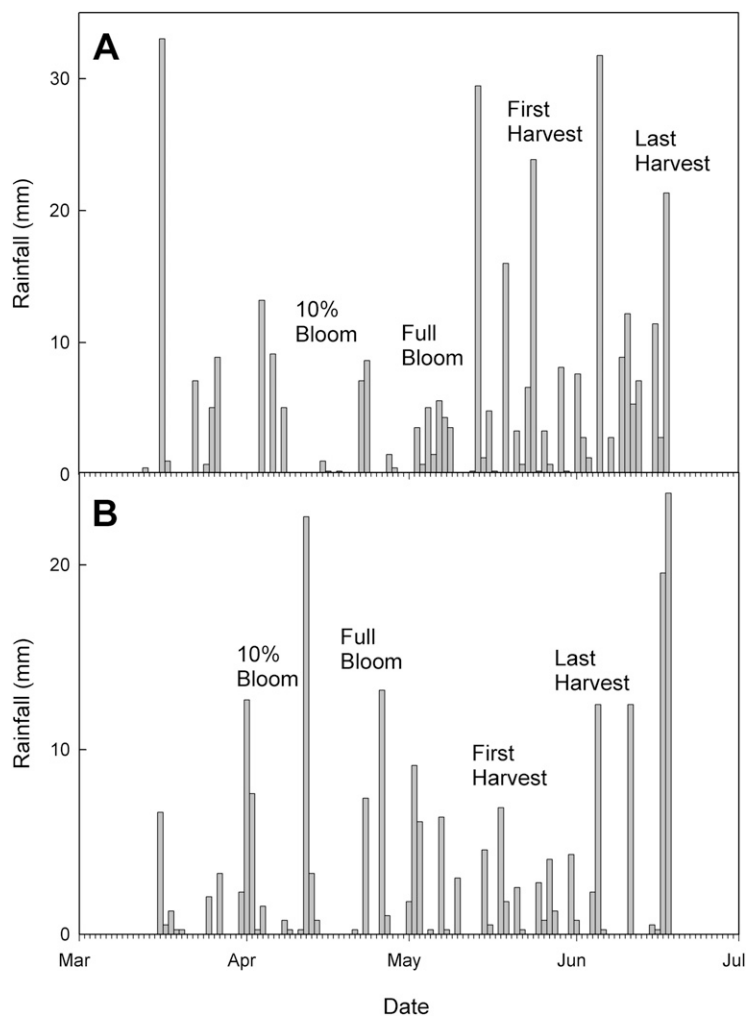 A
30
20
10
0
Rainfall (mm)
10%
Bloom
Full
Bloom
First
Harvest
Last
Harvest
B
20
10
0
Rainfall (mm)
10%
Bloom
Full
Bloom
First
Harvest
Last
Harvest
Mar
Apr
May
Jun
Jul
Date